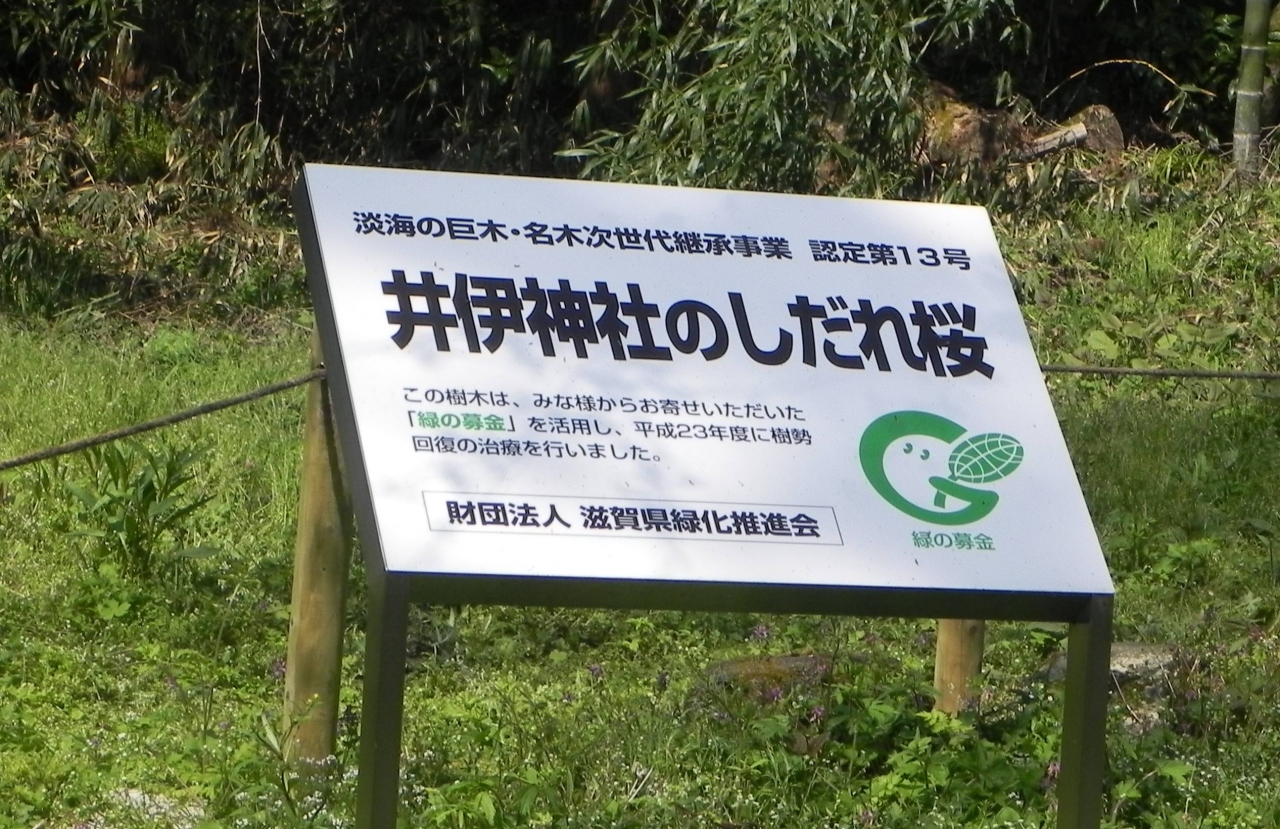 淡海の巨木・名木次世代継承事業 認定第13号
井伊神社のしだれ桜
この樹木は、みな様からお寄せいただいた
「緑の募金」を活用し、平成23年度に樹勢
回復の治療を行いました。
財団法人 滋賀県緑化推進会
緑の募金